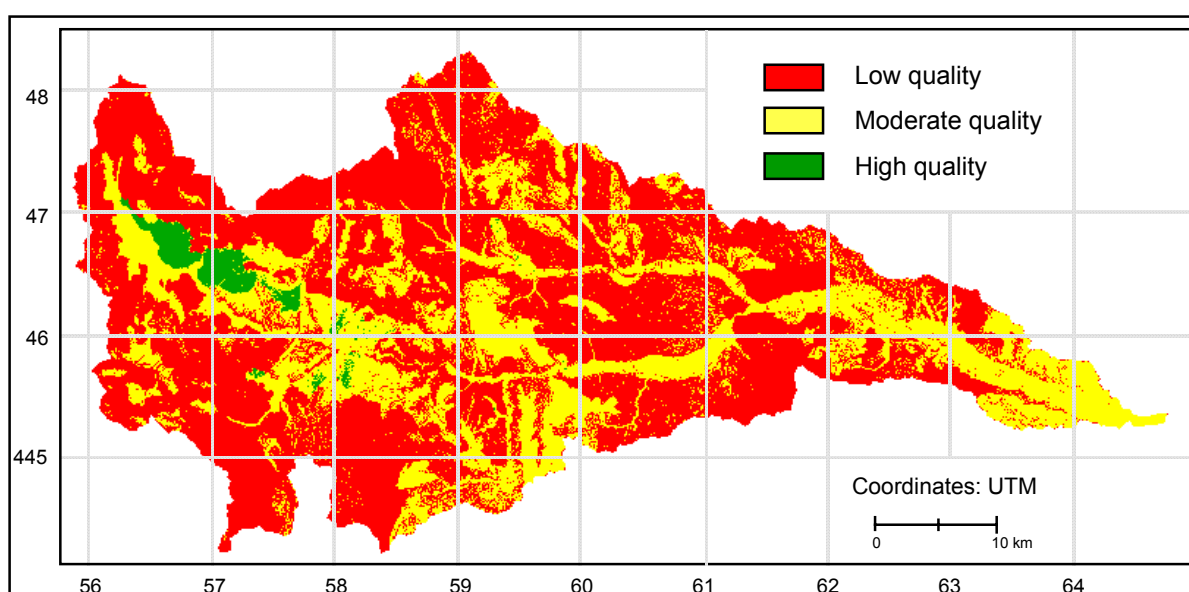 Low quality
48
Moderate quality
High quality
47
46
445
Coordinates: UTM
0 10 km
56 57 58 59 60 61 62 63 64